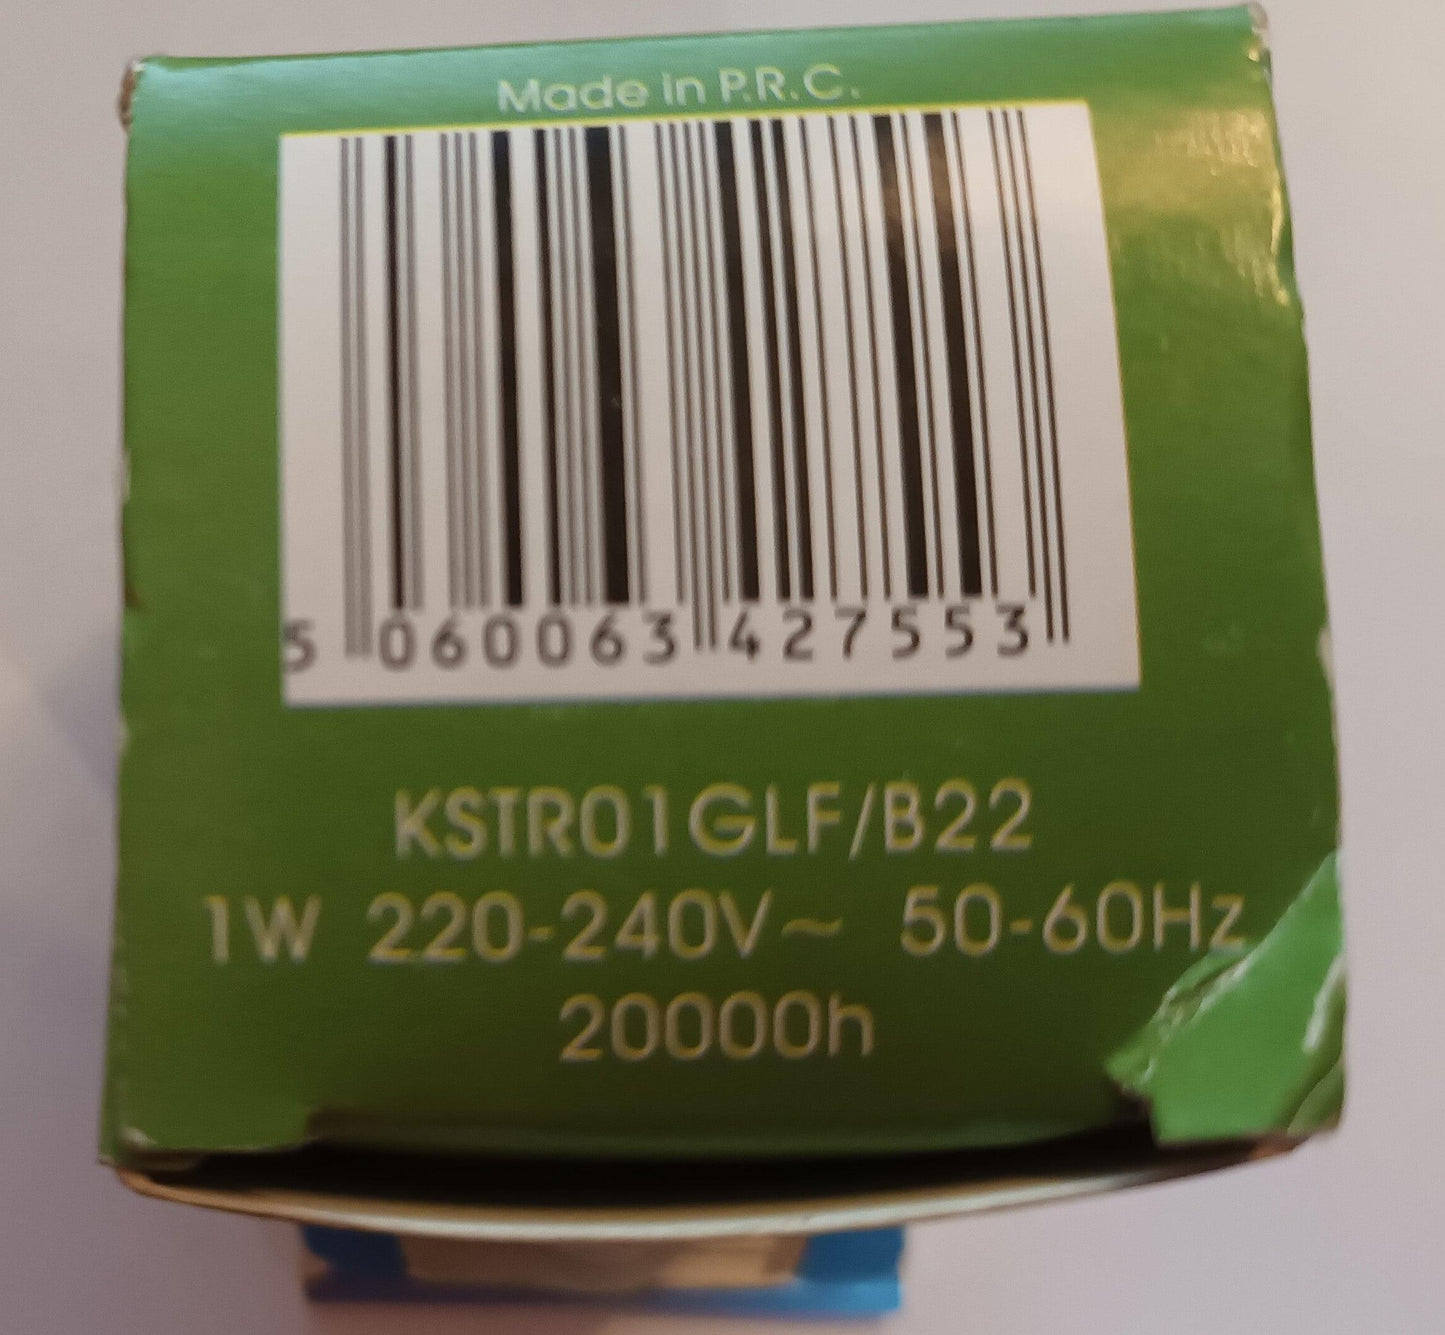 Made in P.R.C.
5 060063 427553
KSTR01GLF/B22
1W 220-240V~ 50-60Hz
20000h